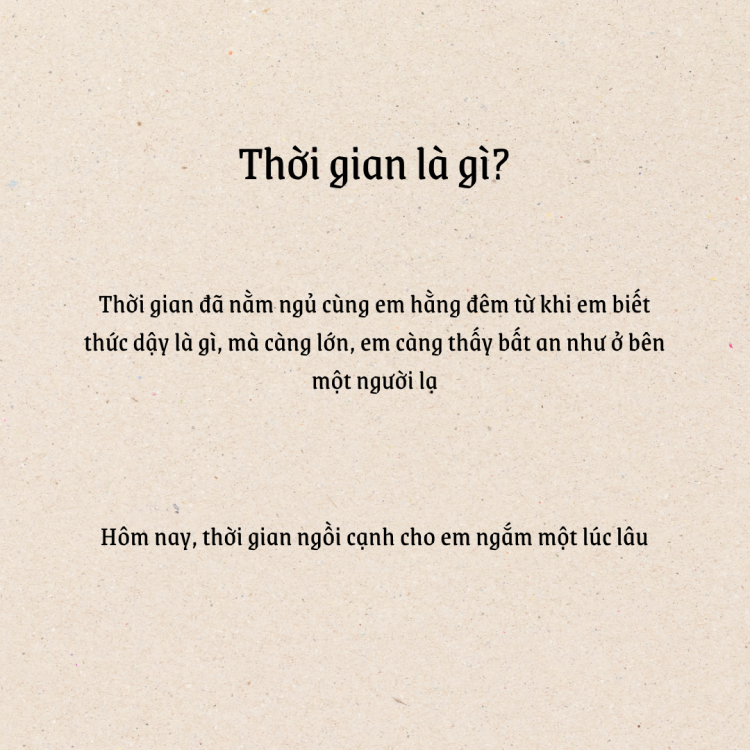 Thời gian là gì?
Thời gian đã nằm ngủ cùng em hằng đêm từ khi em biết
thức dậy là gì, mà càng lớn, em càng thấy bất an như ở bên
một người lạ
Hôm nay, thời gian ngồi cạnh cho em ngắm một lúc lâu